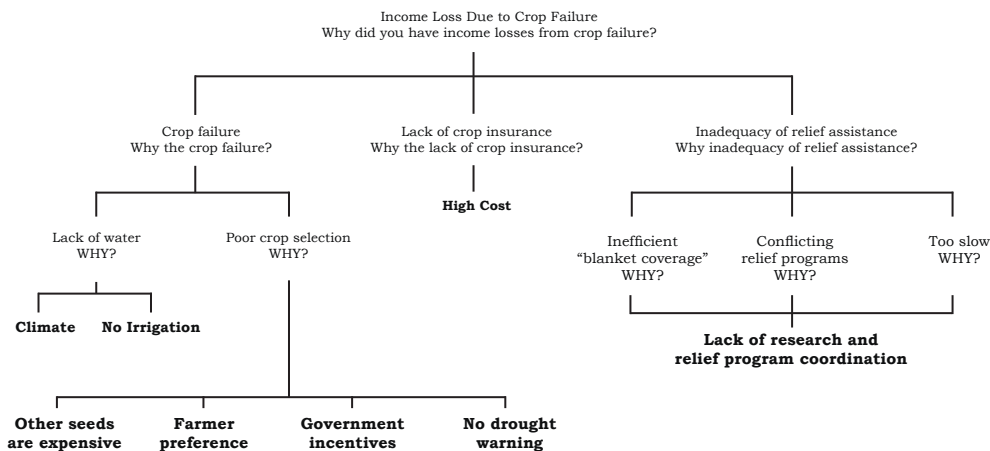 Income Loss Due to Crop Failure
Why did you have income losses from crop failure?
Crop failure
Why the crop failure?
Lack of crop insurance
Why the lack of crop insurance?
Inadequacy of relief assistance
Why inadequacy of relief assistance?
High Cost
Lack of water
WHY?
Poor crop selection
WHY?
Inefficient
“blanket coverage”
WHY?
Conflicting
relief programs
WHY?
Too slow
WHY?
Climate
No Irrigation
Lack of research and
relief program coordination
Other seeds
are expensive
Farmer
preference
Government
incentives
No drought
warning